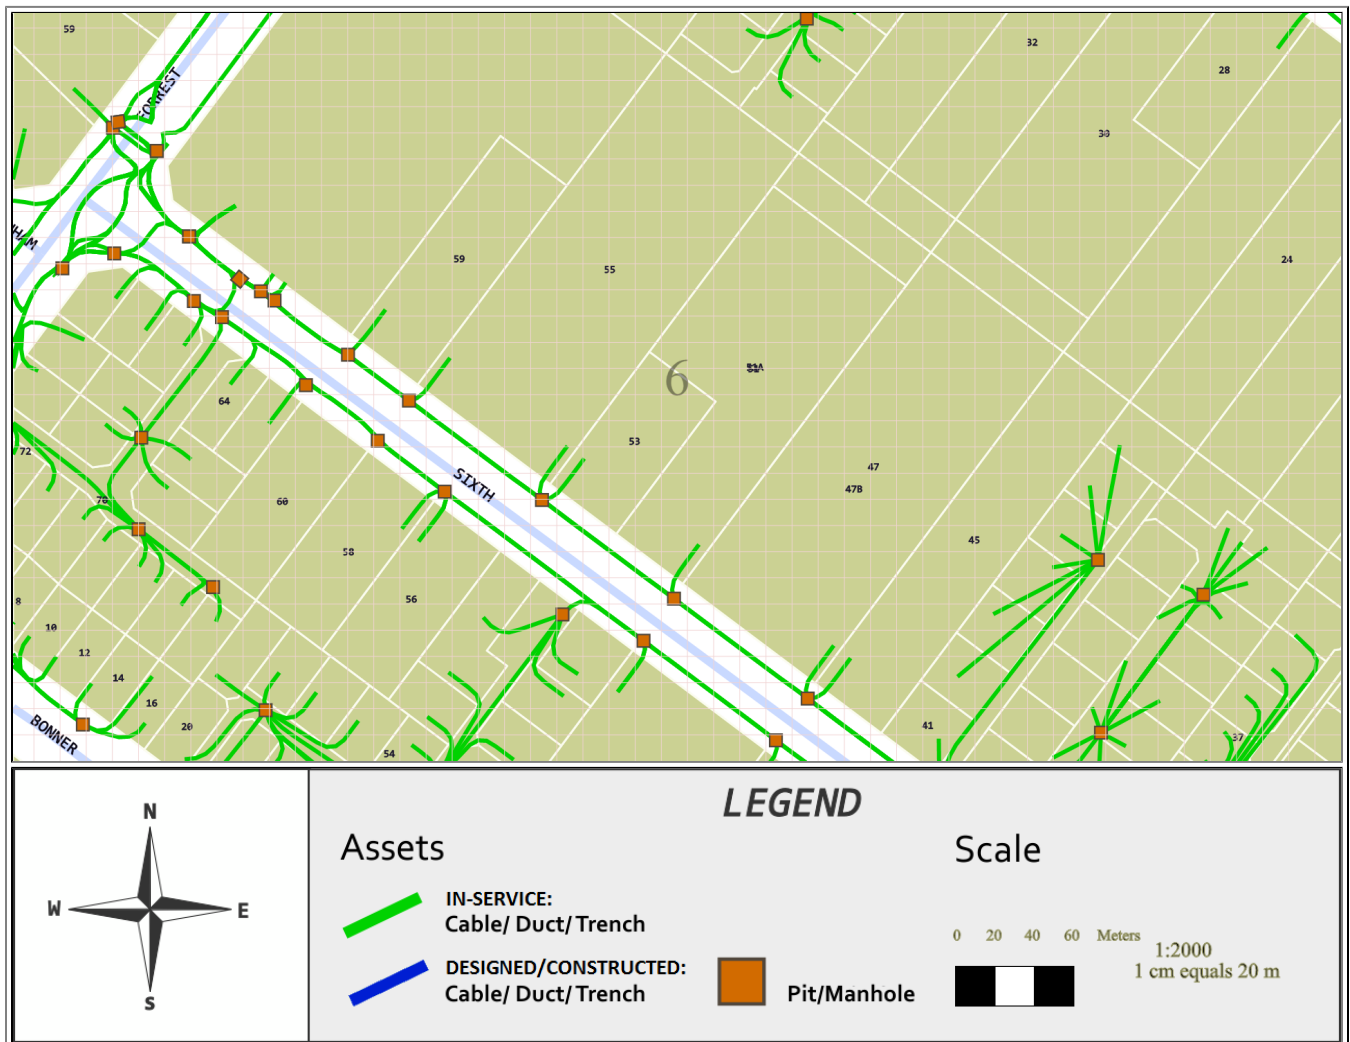 59
32
28
FORREST
30
HAM
59
55
24
6
64
53
72
47
70
60
47B
45
58
56
8
10
12
14
16
20
41
37
SIXTH
BONNER
54
LEGEND
N
W
E
S
Assets
IN-SERVICE:
Cable/ Duct/ Trench
DESIGNED/CONSTRUCTED:
Cable/ Duct/ Trench
Pit/Manhole
Scale
0 20 40 60 Meters
1:2000
1 cm equals 20 m